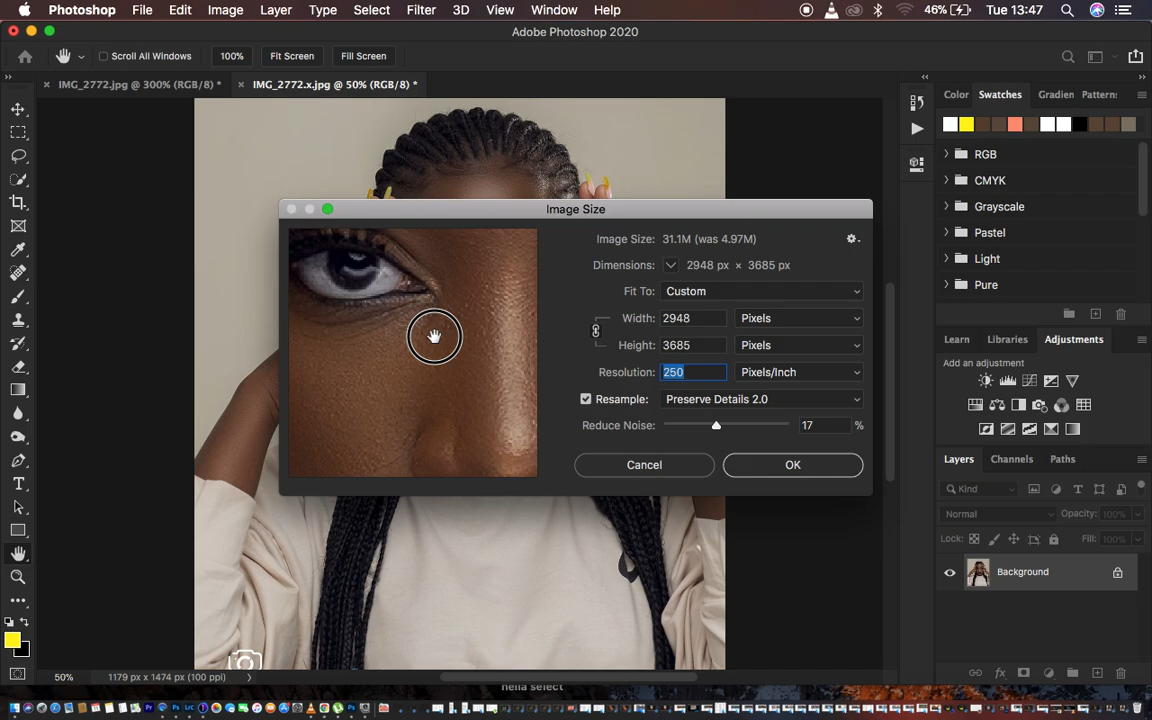 Photoshop File Edit Image Layer Type Select Filter 3D View Window Help 46% Tue 13:47
Adobe Photoshop 2020
Scroll All Windows 100% Fit Screen Fill Screen
IMG_2772.jpg @ 300% (RGB/8) * IMG_2772.x.jpg @ 50% (RGB/8) *
Color Swatches Gradien Pattern:
RGB
CMYK
Grayscale
Pastel
Light
Pure
Image Size
Image Size: 31.1M (was 4.97M)
Dimensions: 2948 px × 3685 px
Fit To: Custom
Width: 2948 Pixels
Height: 3685 Pixels
Resolution: 250 Pixels/Inch
Resample: Preserve Details 2.0
Reduce Noise: 17 %
Cancel OK
Learn Libraries Adjustments
Add an adjustment
Layers Channels Paths
Kind
Normal Opacity: 100%
Lock: Fill: 100%
Background
50% 1179 px x 1474 px (100 ppi)
hella select